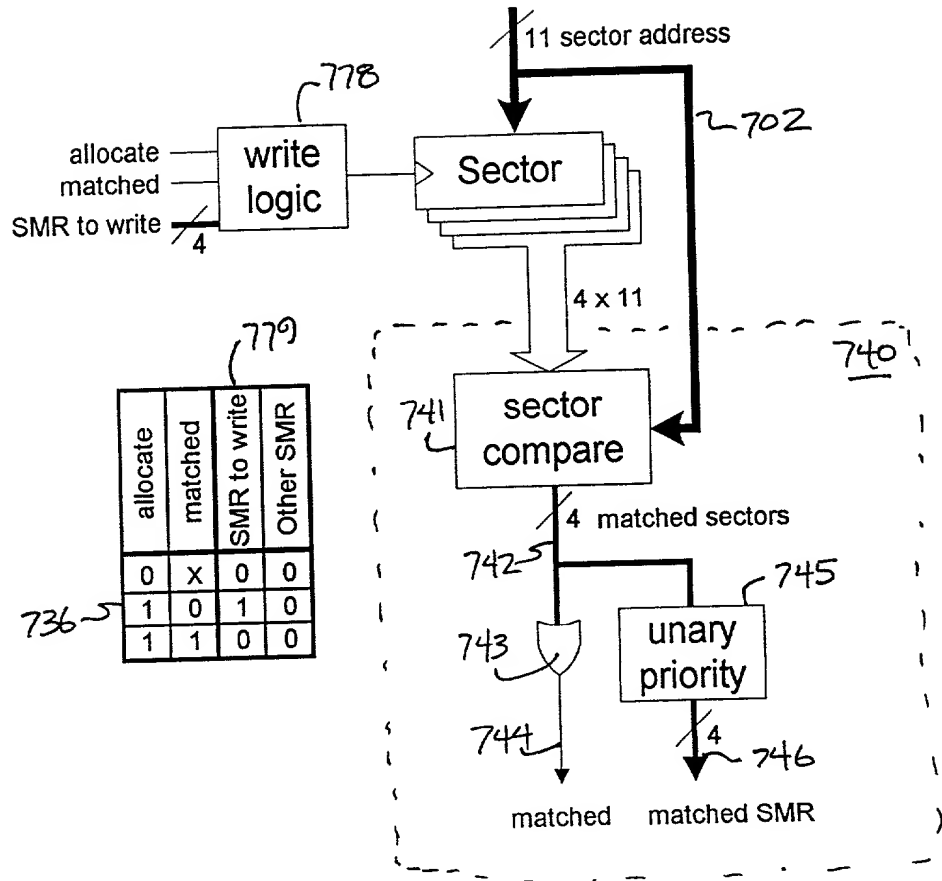 11 sector address
778
702
allocate
matched
SMR to write
4
write
logic
Sector
4 x 11
779
740
allocate
matched
SMR to write
Other SMR
0 X 0 0
1 0 1 0
1 1 0 0
736
741
sector
compare
4 matched sectors
742
745
743
unary
priority
744
4
746
matched
matched SMR